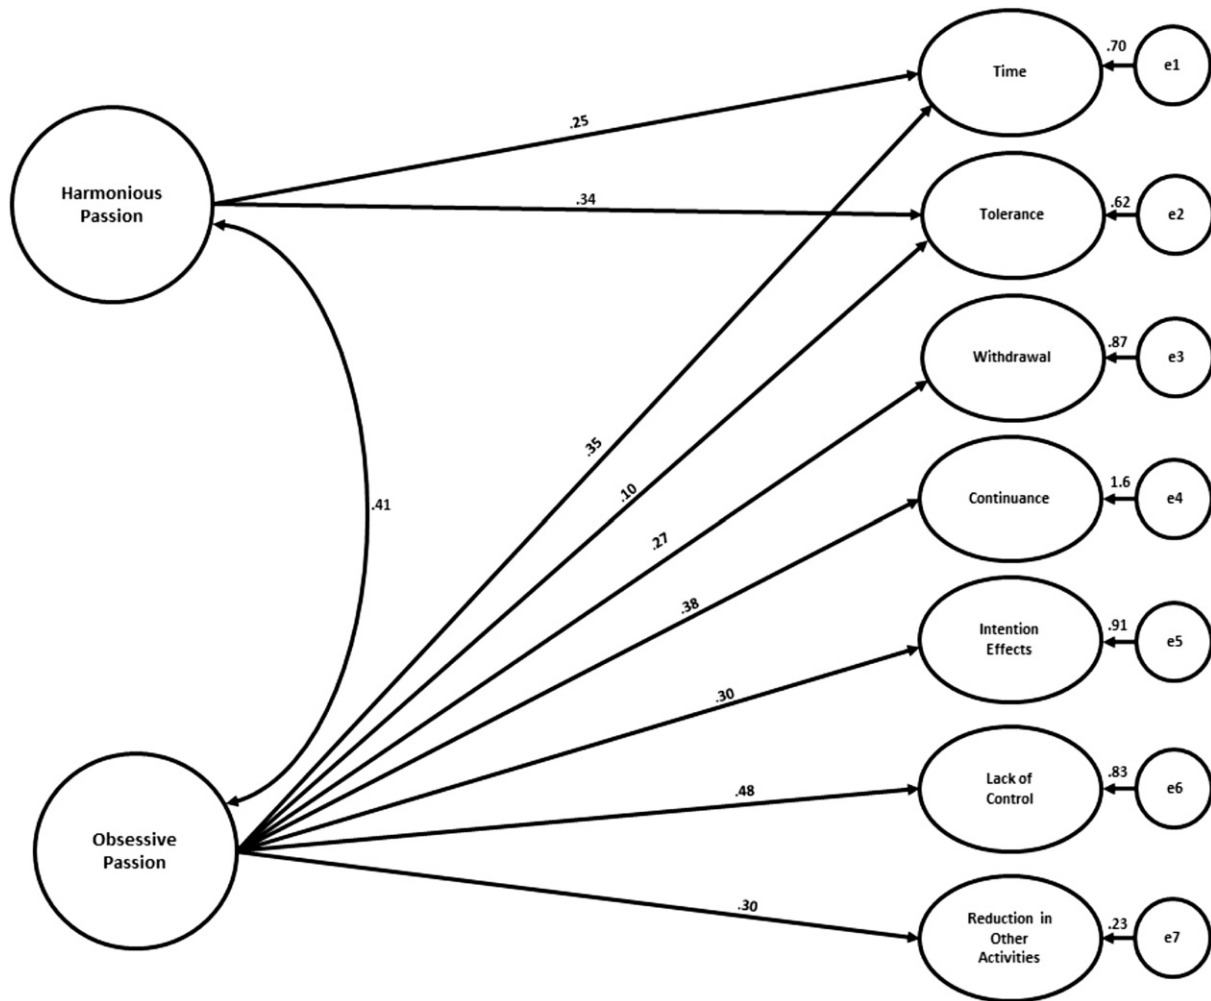 Harmonious
Passion
Obsessive
Passion
.41
.25
.34
.35
.10
.27
.38
.30
.48
.30
Time
.70
e1
Tolerance
.62
e2
Withdrawal
.87
e3
Continuance
1.6
e4
Intention
Effects
.91
e5
Lack of
Control
.83
e6
Reduction in
Other
Activities
.23
e7